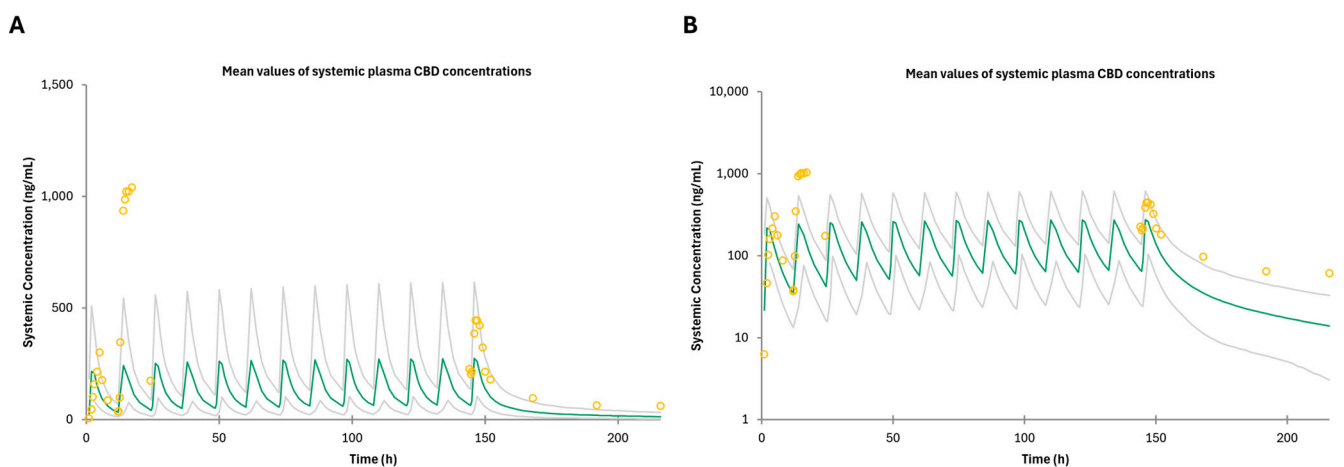 A
Mean values of systemic plasma CBD concentrations
1,500
1,000
500
0
Systemic Concentration (ng/mL)
0 50 100 150 200
Time (h)
B
Mean values of systemic plasma CBD concentrations
10,000
1,000
100
10
1
Systemic Concentration (ng/mL)
0 50 100 150 200
Time (h)